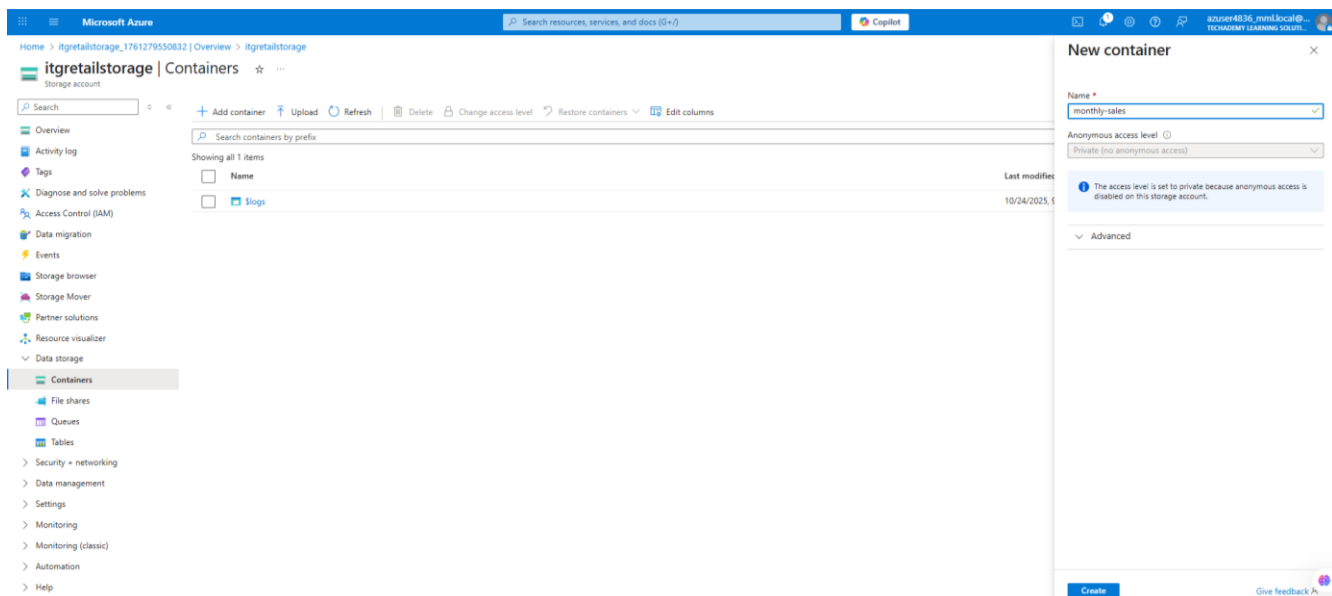 Microsoft Azure
Search resources, services, and docs (G+/)
Copilot
1
azuser4836_mml.local@...
TECHADEMY LEARNING SOLUTI...
Home > itgretailstorage_1761279550832 | Overview > itgretailstorage
itgretailstorage | Containers
Storage account
Search
Overview
Activity log
Tags
Diagnose and solve problems
Access Control (IAM)
Data migration
Events
Storage browser
Storage Mover
Partner solutions
Resource visualizer
Data storage
Containers
File shares
Queues
Tables
Security + networking
Data management
Settings
Monitoring
Monitoring (classic)
Automation
Help
Add container Upload Refresh Delete Change access level Restore containers Edit columns
Search containers by prefix
Showing all 1 items
Name Last modified
$logs 10/24/2025, 9
New container
Name *
monthly-sales
Anonymous access level
Private (no anonymous access)
The access level is set to private because anonymous access is
disabled on this storage account.
Advanced
Create Give feedback